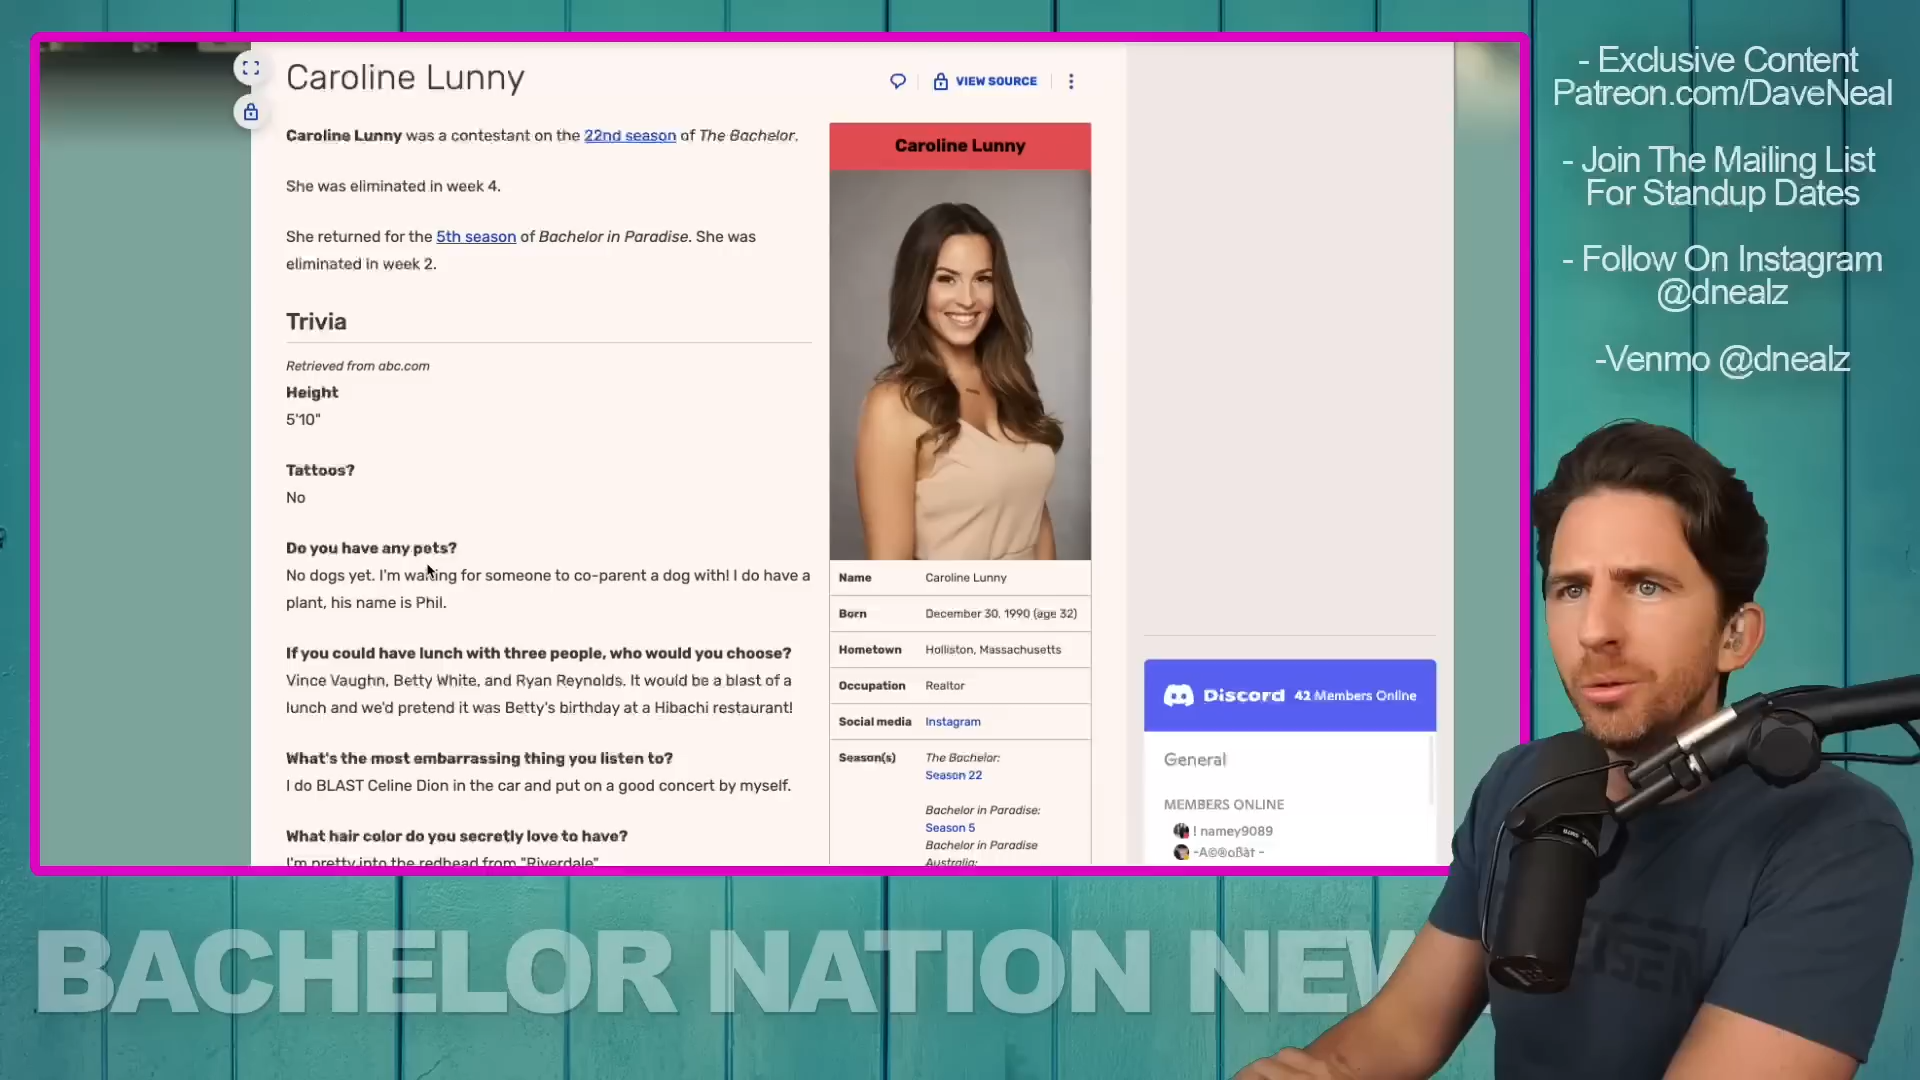 Caroline Lunny
VIEW SOURCE
Caroline Lunny was a contestant on the 22nd season of The Bachelor.
She was eliminated in week 4.
She returned for the 5th season of Bachelor in Paradise. She was
eliminated in week 2.
Trivia
Retrieved from abc.com
Height
5'10"
Tattoos?
No
Do you have any pets?
No dogs yet. I'm waiting for someone to co-parent a dog with! I do have a
plant, his name is Phil.
If you could have lunch with three people, who would you choose?
Vince Vaughn, Betty White, and Ryan Reynolds. It would be a blast of a
lunch and we'd pretend it was Betty's birthday at a Hibachi restaurant!
What's the most embarrassing thing you listen to?
I do BLAST Celine Dion in the car and put on a good concert by myself.
What hair color do you secretly love to have?
I'm pretty into the redhead from "Riverdale"
Caroline Lunny
Name Caroline Lunny
Born December 30, 1990 (age 32)
Hometown Holliston, Massachusetts
Occupation Realtor
Social media Instagram
Season(s) The Bachelor:
Season 22
Bachelor in Paradise:
Season 5
Bachelor in Paradise
Australia:
Discord 42 Members Online
General
MEMBERS ONLINE
! namey9089
- Exclusive Content
Patreon.com/DaveNeal
- Join The Mailing List
For Standup Dates
- Follow On Instagram
@dnealz
-Venmo @dnealz
BACHELOR NATION